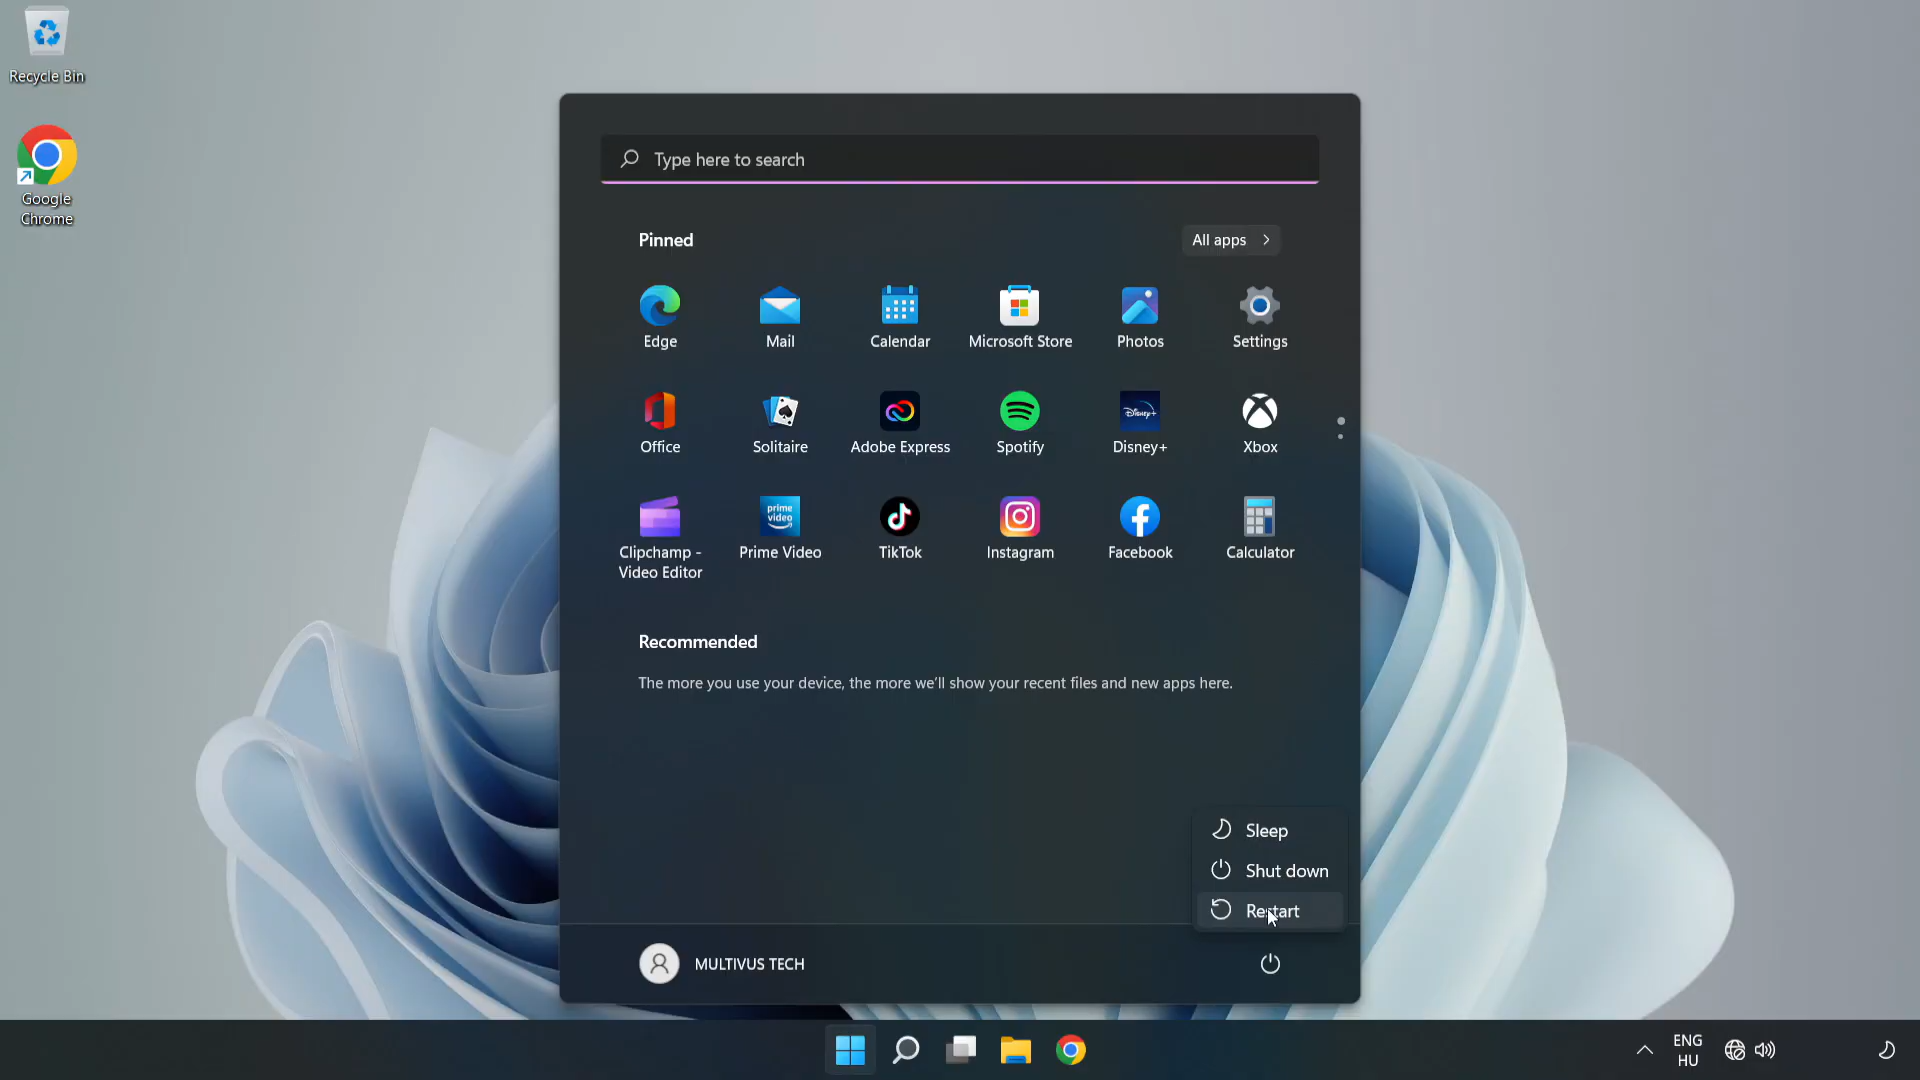 Recycle Bin
Google
Chrome
Type here to search
Pinned
All apps
Edge
Mail
Calendar
Microsoft Store
Photos
Settings
Office
Solitaire
Adobe Express
Spotify
Disney+
Disney+
Xbox
prime
video
Clipchamp -
Video Editor
Prime Video
TikTok
Instagram
Facebook
Calculator
Recommended
The more you use your device, the more we'll show your recent files and new apps here.
Sleep
Shut down
Restart
MULTIVUS TECH
ENG
HU